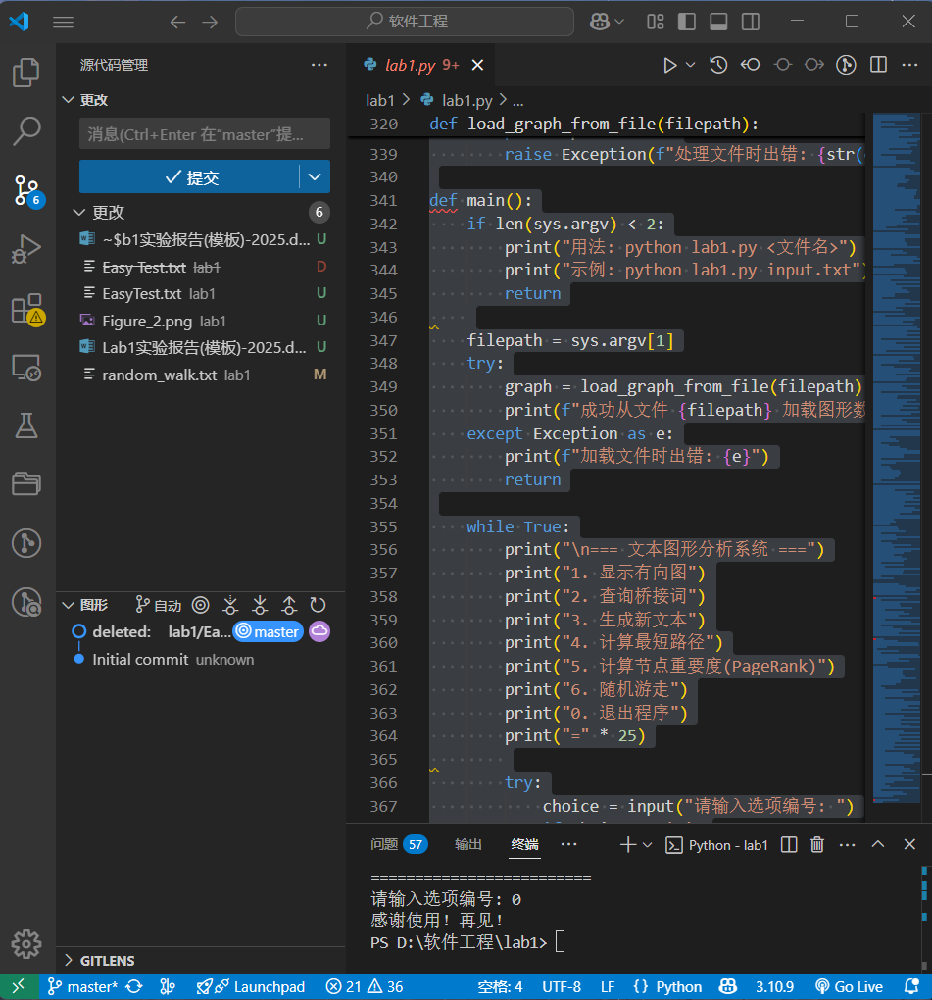 软件工程
源代码管理
更改
消息(Ctrl+Enter 在“master”提...
提交
更改 6
~$b1实验报告(模板)-2025.d... U
Easy Test.txt lab1 D
EasyTest.txt lab1 U
Figure_2.png lab1 U
Lab1实验报告(模板)-2025.d... U
random_walk.txt lab1 M
6
图形 自动
deleted: lab1/Ea... master
Initial commit unknown
GITLENS
lab1.py 9+
lab1 > lab1.py > ...
320 def load_graph_from_file(filepath):
339 raise Exception(f"处理文件时出错: {str(
340
341 def main():
342 if len(sys.argv) < 2:
343 print("用法: python lab1.py <文件名>")
344 print("示例: python lab1.py input.txt")
345 return
346
347 filepath = sys.argv[1]
348 try:
349 graph = load_graph_from_file(filepath)
350 print(f"成功从文件 {filepath} 加载图形数
351 except Exception as e:
352 print(f"加载文件时出错: {e}")
353 return
354
355 while True:
356 print("\n=== 文本图形分析系统 ===")
357 print("1. 显示有向图")
358 print("2. 查询桥接词")
359 print("3. 生成新文本")
360 print("4. 计算最短路径")
361 print("5. 计算节点重要度(PageRank)")
362 print("6. 随机游走")
363 print("0. 退出程序")
364 print("=" * 25)
365
366 try:
367 choice = input("请输入选项编号: ")
问题 57 输出 终端 ... Python - lab1
=========================
请输入选项编号: 0
感谢使用！再见！
PS D:\软件工程\lab1>
master* Launchpad 21 36 空格: 4 UTF-8 LF {} Python 3.10.9 Go Live